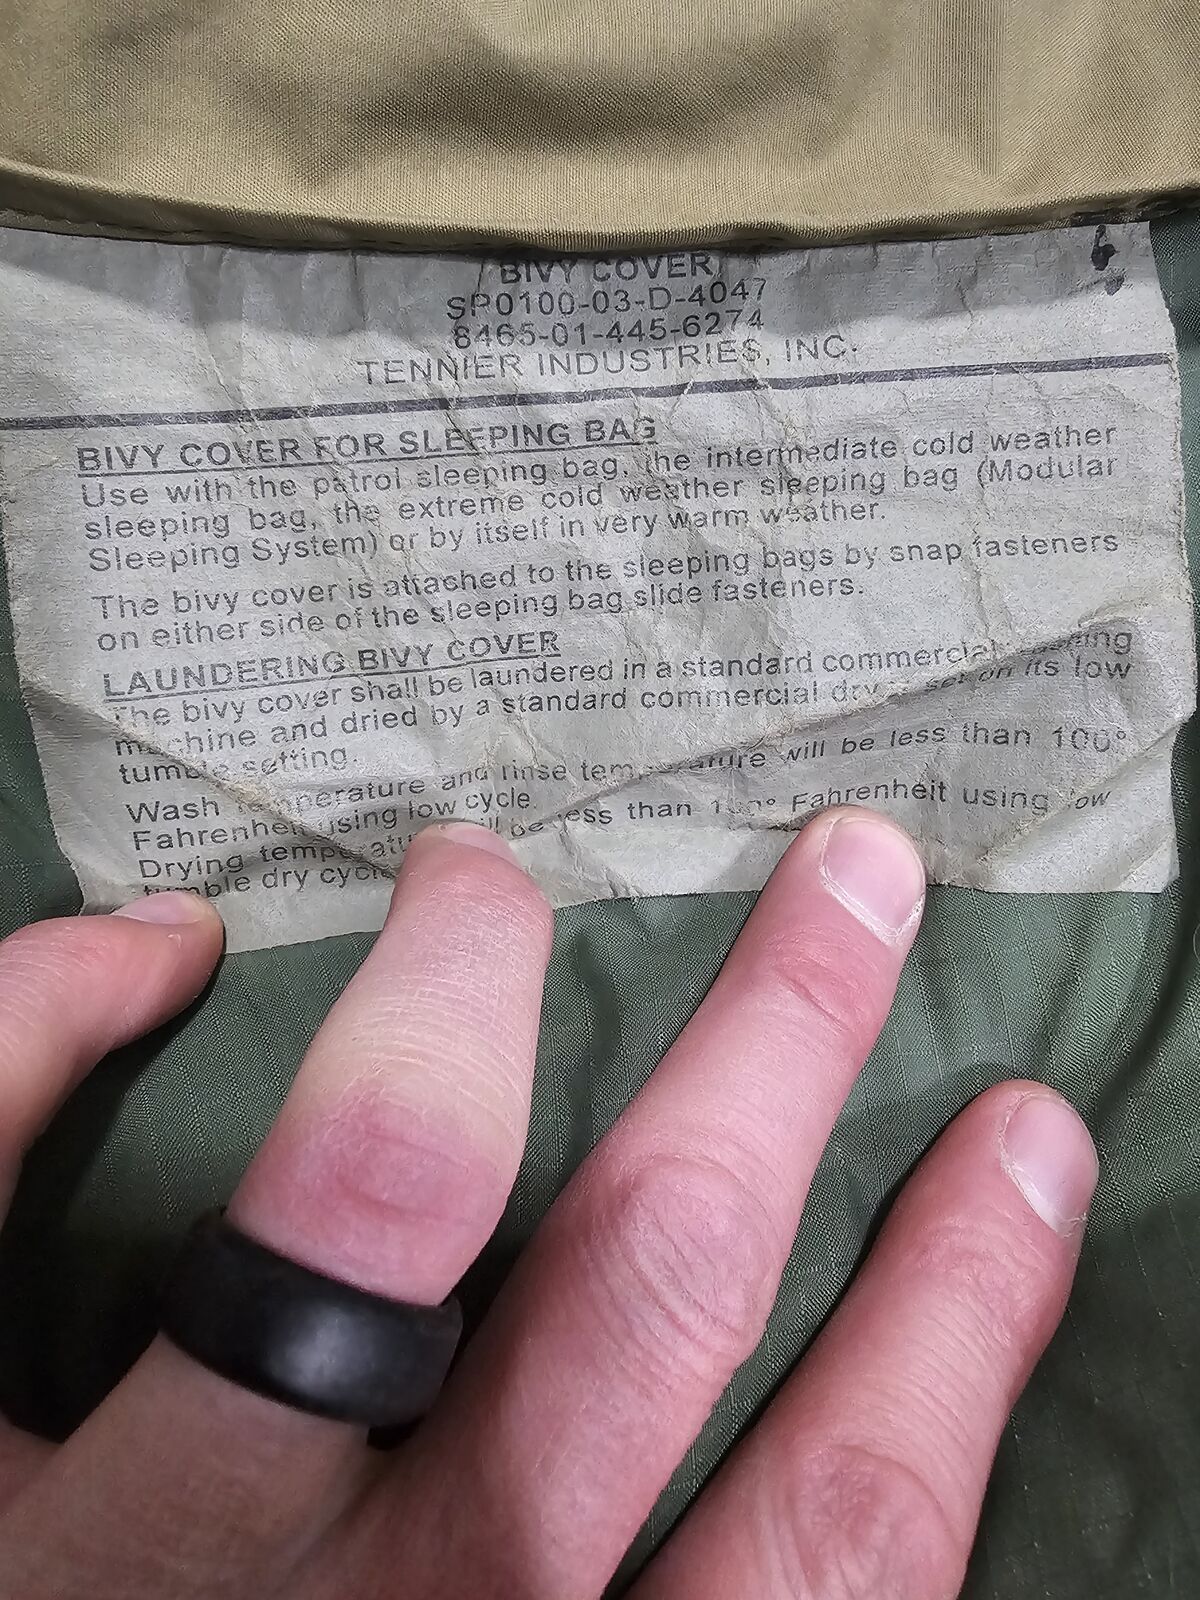 BIVY COVER
SP0100-03-D-4047
8465-01-445-6274
TENNIER INDUSTRIES, INC.
BIVY COVER FOR SLEEPING BAG
Use with the patrol sleeping bag, the intermediate cold weather
sleeping bag, the extreme cold weather sleeping bag (Modular
Sleeping System) or by itself in very warm weather.
The bivy cover is attached to the sleeping bags by snap fasteners
on either side of the sleeping bag slide fasteners.
LAUNDERING BIVY COVER
The bivy cover shall be laundered in a standard commercial
machine and dried by a standard commercial set on its low
tumble setting.
Wash temperature and rinse temperature will be less than 100°
Fahrenheit using low cycle.
Drying will be less than Fahrenheit using low
tumble dry